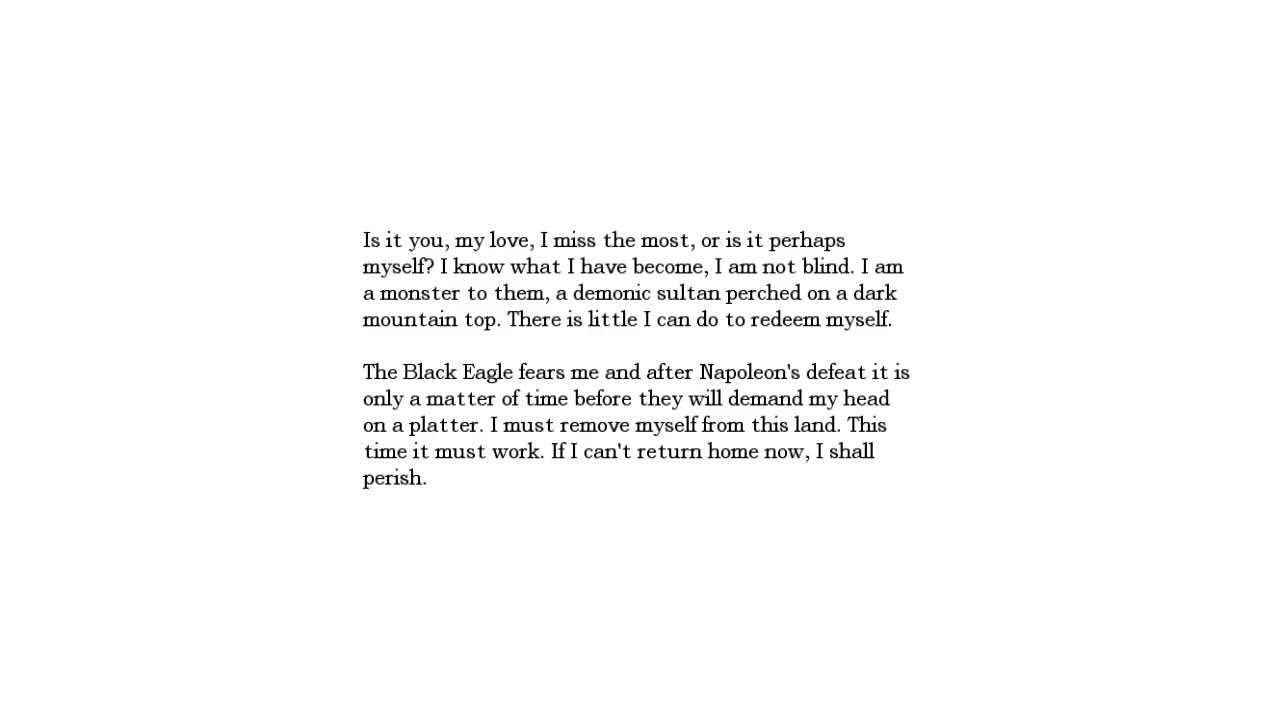 Is it you, my love, I miss the most, or is it perhaps
myself? I know what I have become, I am not blind. I am
a monster to them, a demonic sultan perched on a dark
mountain top. There is little I can do to redeem myself.
The Black Eagle fears me and after Napoleon's defeat it is
only a matter of time before they will demand my head
on a platter. I must remove myself from this land. This
time it must work. If I can't return home now, I shall
perish.